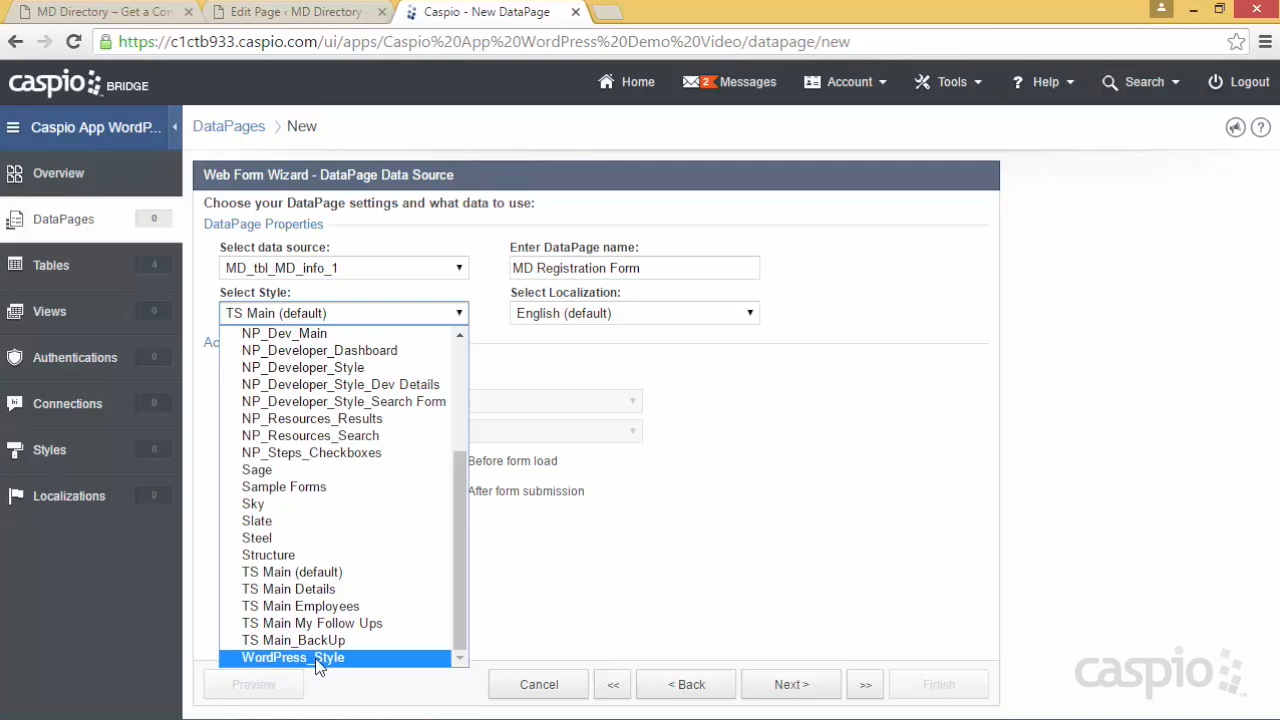 MD Directory – Get a Con
Edit Page ‹ MD Directory
Caspio - New DataPage
https://c1ctb933.caspio.com/ui/apps/Caspio%20App%20WordPress%20Demo%20Video/datapage/new
caspio BRIDGE
Home
2 Messages
Account
Tools
? Help
Search
Logout
Caspio App WordP...
DataPages > New
?
Overview
DataPages 0
Tables 4
Views 0
Authentications 0
Connections 0
Styles 0
Localizations 0
Web Form Wizard - DataPage Data Source
Choose your DataPage settings and what data to use:
DataPage Properties
Select data source:
Enter DataPage name:
MD_tbl_MD_info_1
MD Registration Form
Select Style:
Select Localization:
TS Main (default)
English (default)
Ac
NP_Dev_Main
NP_Developer_Dashboard
NP_Developer_Style
NP_Developer_Style_Dev Details
NP_Developer_Style_Search Form
NP_Resources_Results
NP_Resources_Search
NP_Steps_Checkboxes
Sage
Sample Forms
Sky
Slate
Steel
Structure
TS Main (default)
TS Main Details
TS Main Employees
TS Main My Follow Ups
TS Main_BackUp
WordPress_Style
Before form load
After form submission
Preview
Cancel
<<
< Back
Next >
>>
Finish
caspio